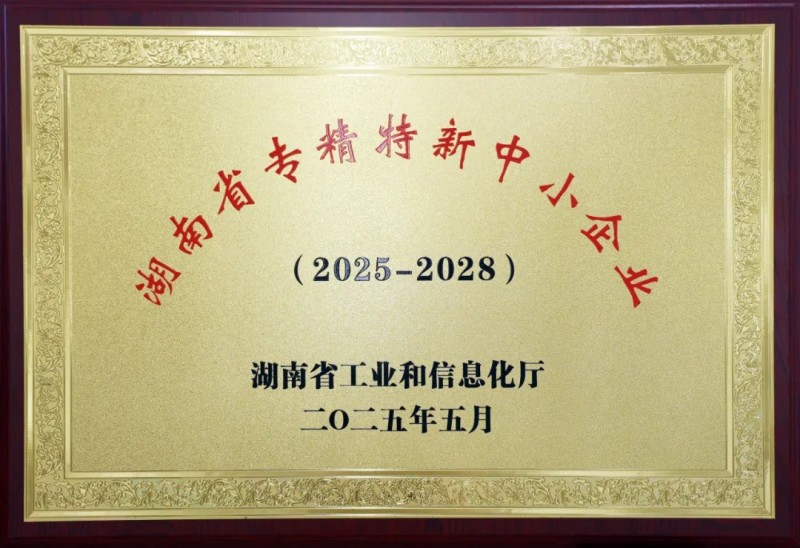 湖南省专精特新中小企业
（2025-2028）
湖南省工业和信息化厅
二O二五年五月